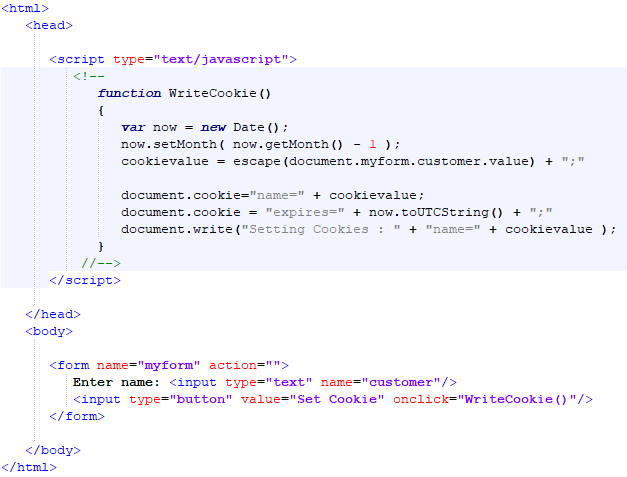 <html>
<head>
<script type="text/javascript">
<!--
function WriteCookie()
{
var now = new Date();
now.setMonth( now.getMonth() - 1 );
cookievalue = escape(document.myform.customer.value) + ";"
document.cookie="name=" + cookievalue;
document.cookie = "expires=" + now.toUTCString() + ";"
document.write("Setting Cookies : " + "name=" + cookievalue );
}
//-->
</script>
</head>
<body>
<form name="myform" action="">
Enter name: <input type="text" name="customer"/>
<input type="button" value="Set Cookie" onclick="WriteCookie()"/>
</form>
</body>
</html>